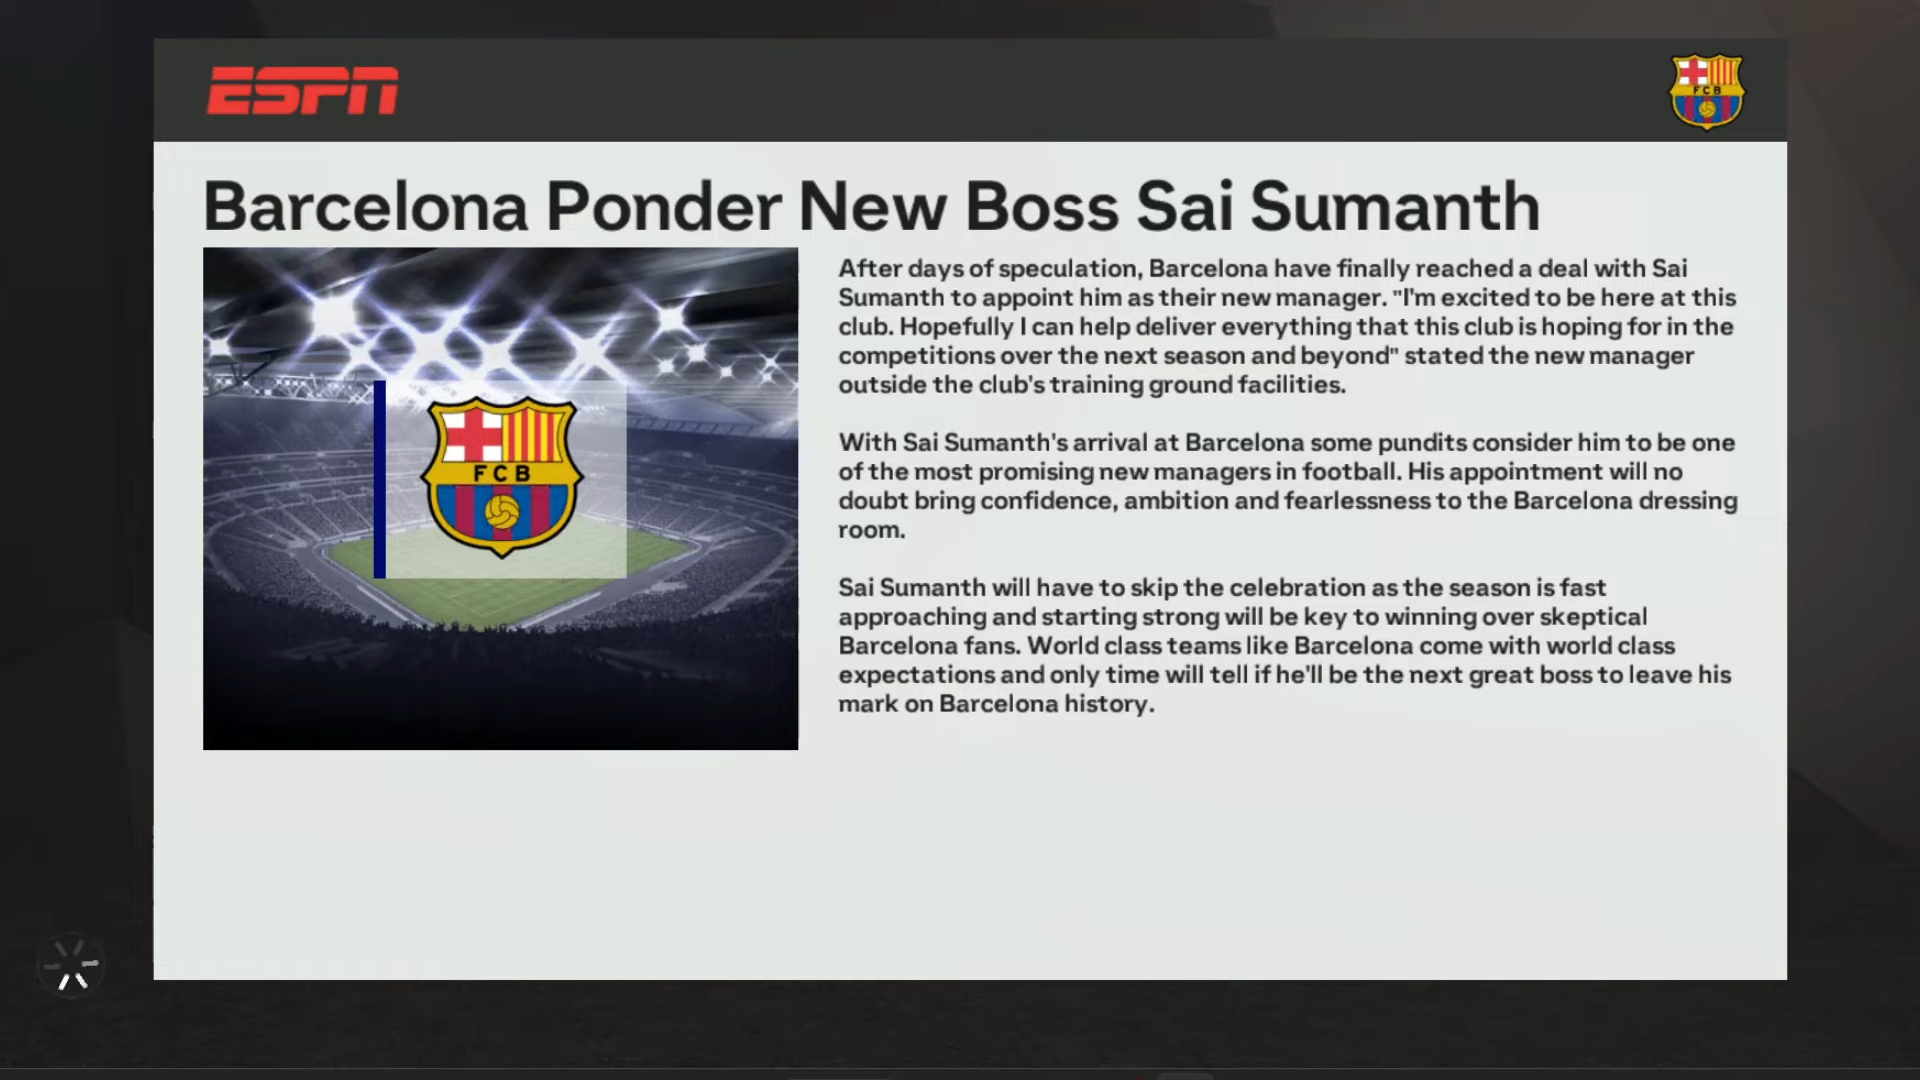 ESPN
FCB
Barcelona Ponder New Boss Sai Sumanth
FCB
After days of speculation, Barcelona have finally reached a deal with Sai
Sumanth to appoint him as their new manager. "I'm excited to be here at this
club. Hopefully I can help deliver everything that this club is hoping for in the
competitions over the next season and beyond" stated the new manager
outside the club's training ground facilities.
With Sai Sumanth's arrival at Barcelona some pundits consider him to be one
of the most promising new managers in football. His appointment will no
doubt bring confidence, ambition and fearlessness to the Barcelona dressing
room.
Sai Sumanth will have to skip the celebration as the season is fast
approaching and starting strong will be key to winning over skeptical
Barcelona fans. World class teams like Barcelona come with world class
expectations and only time will tell if he'll be the next great boss to leave his
mark on Barcelona history.